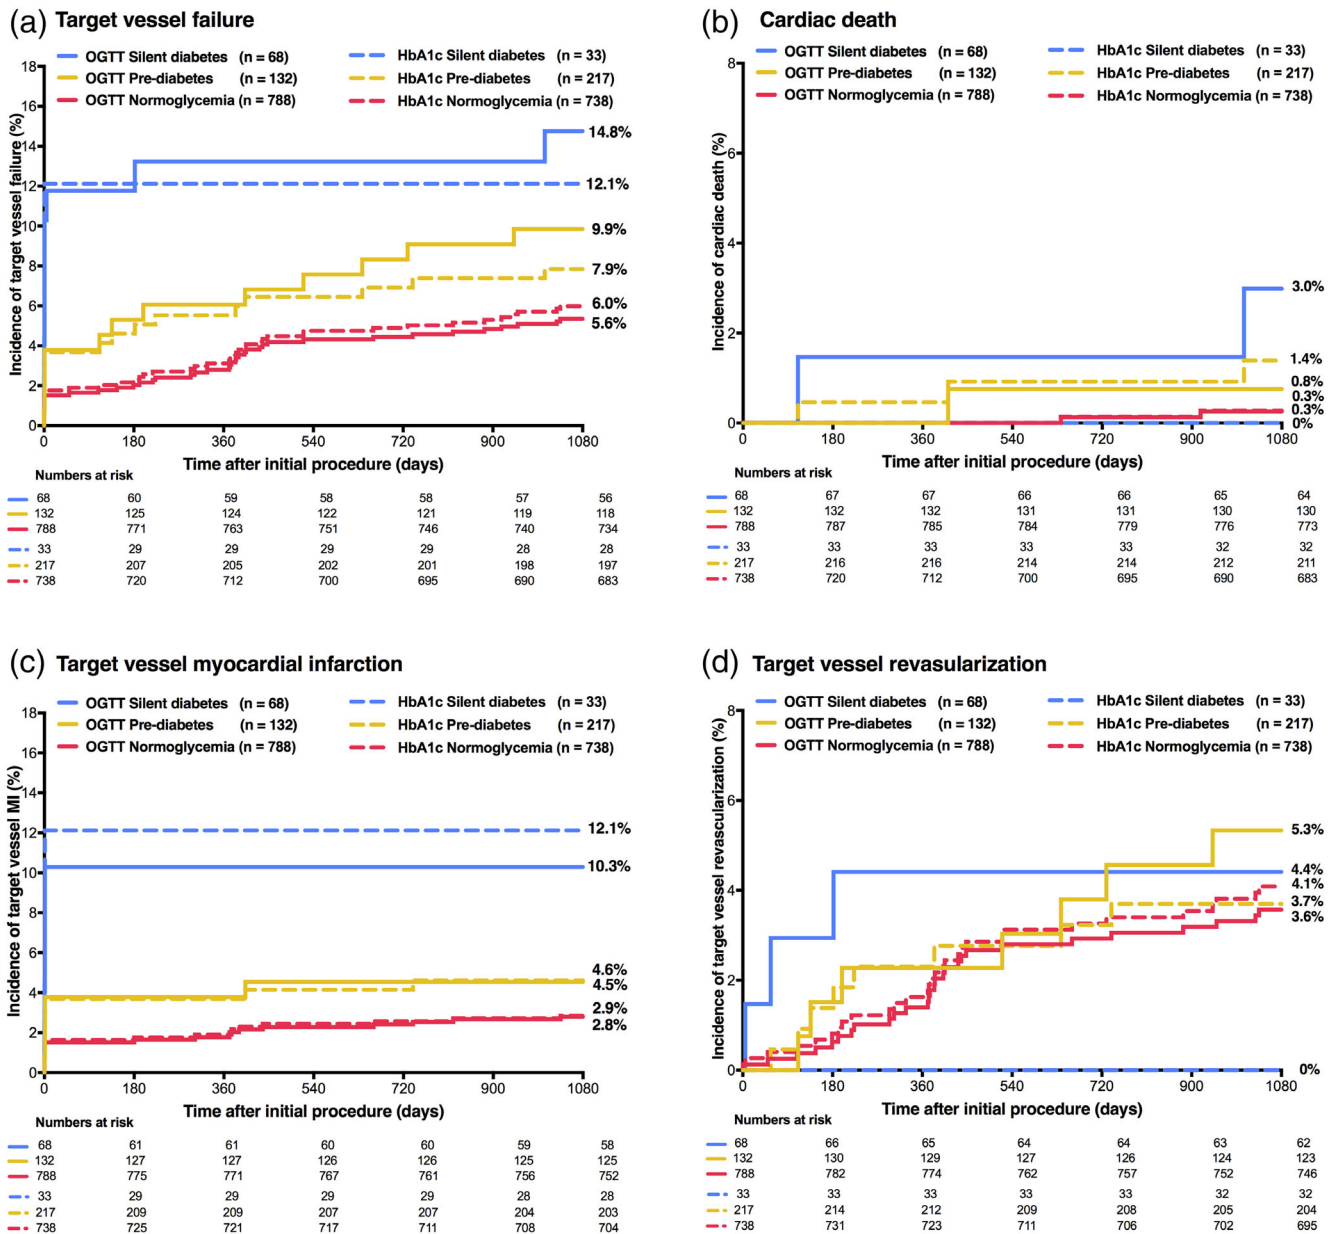 (a) Target vessel failure
OGTT Silent diabetes (n = 68) HbA1c Silent diabetes (n = 33)
OGTT Pre-diabetes (n = 132) HbA1c Pre-diabetes (n = 217)
OGTT Normoglycemia (n = 788) HbA1c Normoglycemia (n = 738)
Incidence of target vessel failure (%)
18
16
14
12
10
8
6
4
2
0
14.8%
12.1%
9.9%
7.9%
6.0%
5.6%
0 180 360 540 720 900 1080
Time after initial procedure (days)
Numbers at risk
68 60 59 58 58 57 56
132 125 124 122 121 119 118
788 771 763 751 746 740 734
33 29 29 29 29 28 28
217 207 205 202 201 198 197
738 720 712 700 695 690 683
(b) Cardiac death
OGTT Silent diabetes (n = 68) HbA1c Silent diabetes (n = 33)
OGTT Pre-diabetes (n = 132) HbA1c Pre-diabetes (n = 217)
OGTT Normoglycemia (n = 788) HbA1c Normoglycemia (n = 738)
Incidence of cardiac death (%)
8
6
4
2
0
3.0%
1.4%
0.8%
0.3%
0.3%
0%
0 180 360 540 720 900 1080
Time after initial procedure (days)
Numbers at risk
68 67 67 66 66 65 64
132 132 132 131 131 130 130
788 787 785 784 779 776 773
33 33 33 33 33 32 32
217 216 216 214 214 212 211
738 720 712 700 695 690 683
(c) Target vessel myocardial infarction
OGTT Silent diabetes (n = 68) HbA1c Silent diabetes (n = 33)
OGTT Pre-diabetes (n = 132) HbA1c Pre-diabetes (n = 217)
OGTT Normoglycemia (n = 788) HbA1c Normoglycemia (n = 738)
Incidence of target vessel MI (%)
18
16
14
12
10
8
6
4
2
0
12.1%
10.3%
4.6%
4.5%
2.9%
2.8%
0 180 360 540 720 900 1080
Time after initial procedure (days)
Numbers at risk
68 61 61 60 60 59 58
132 127 127 126 126 125 125
788 775 771 767 761 756 752
33 29 29 29 29 28 28
217 209 209 207 207 204 203
738 725 721 717 711 708 704
(d) Target vessel revasularization
OGTT Silent diabetes (n = 68) HbA1c Silent diabetes (n = 33)
OGTT Pre-diabetes (n = 132) HbA1c Pre-diabetes (n = 217)
OGTT Normoglycemia (n = 788) HbA1c Normoglycemia (n = 738)
Incidence of target vessel revascularization (%)
8
6
4
2
0
5.3%
4.4%
4.1%
3.7%
3.6%
0%
0 180 360 540 720 900 1080
Time after initial procedure (days)
Numbers at risk
68 66 65 64 64 63 62
132 130 129 127 126 124 123
788 782 774 762 757 752 746
33 33 33 33 33 32 32
217 214 212 209 208 205 204
738 731 723 711 706 702 695